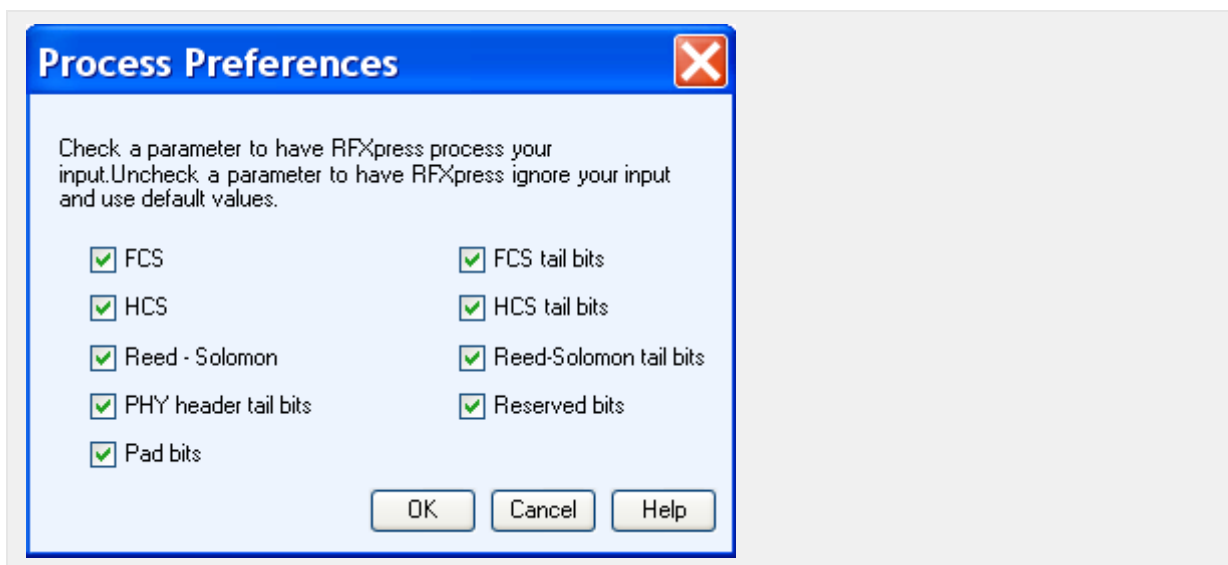 Process Preferences
Check a parameter to have RFXpress process your
input.Uncheck a parameter to have RFXpress ignore your input
and use default values.
FCS
FCS tail bits
HCS
HCS tail bits
Reed - Solomon
Reed-Solomon tail bits
PHY header tail bits
Reserved bits
Pad bits
OK
Cancel
Help